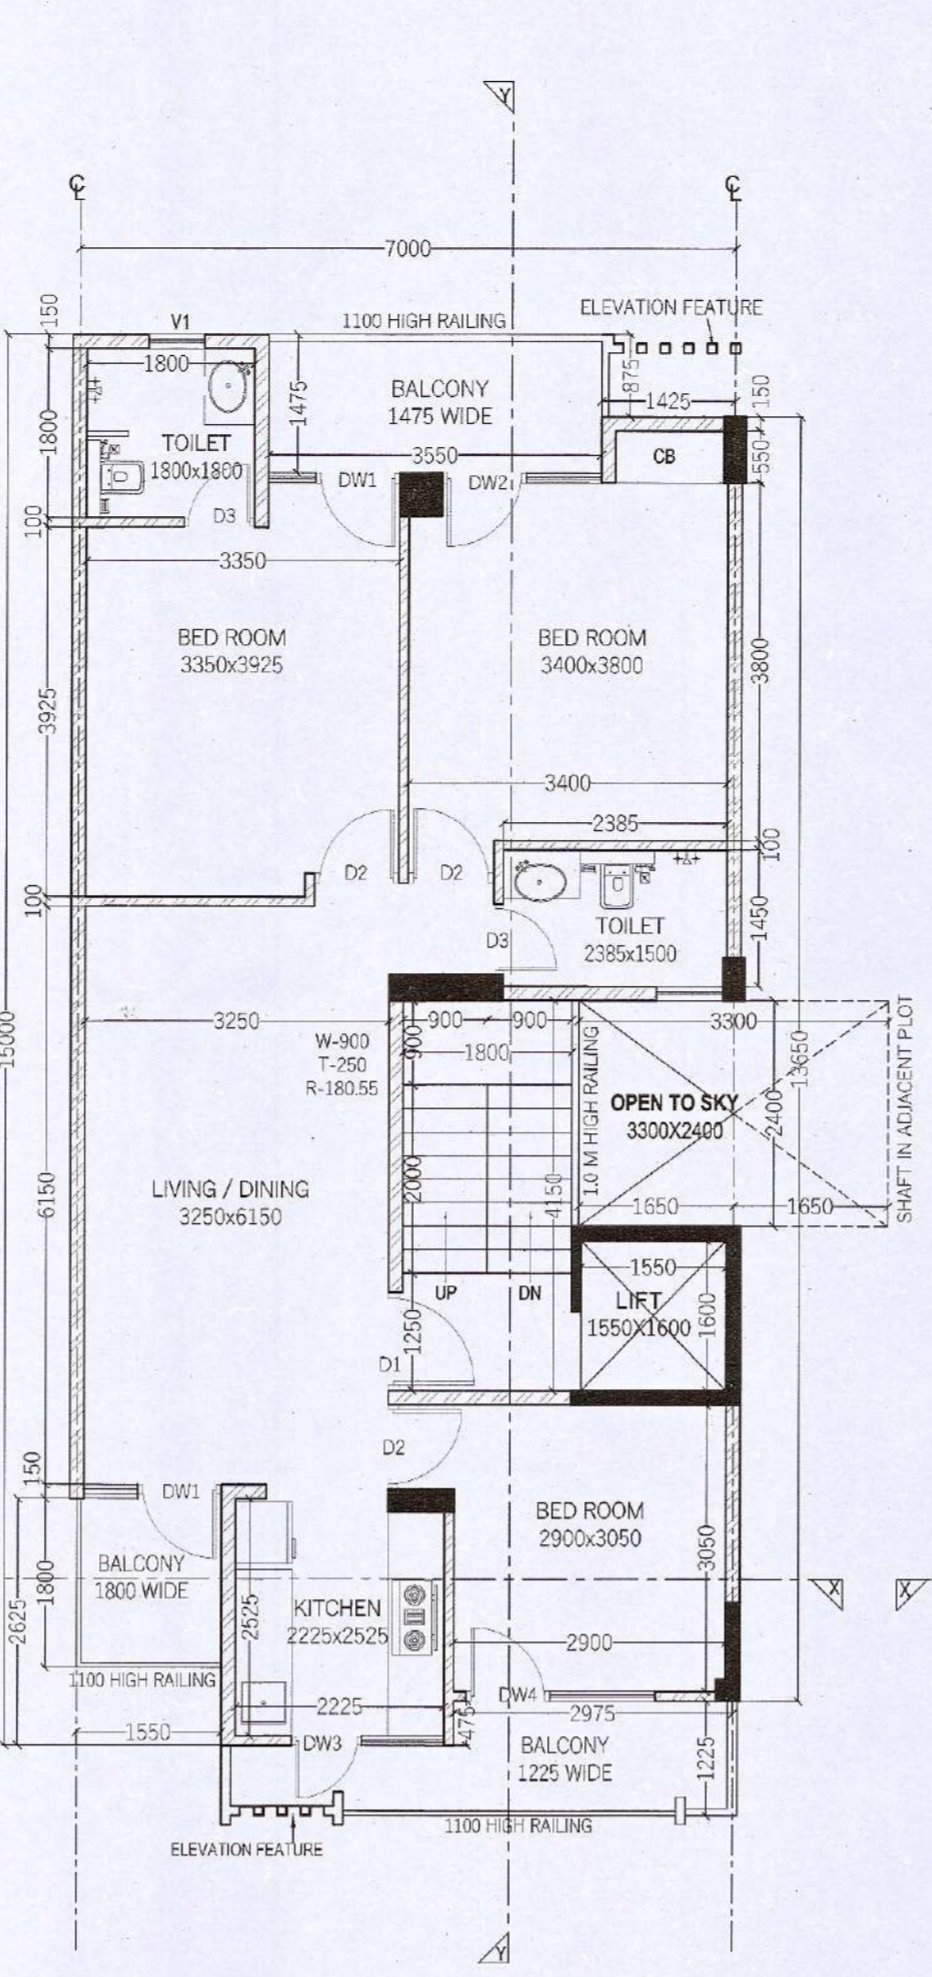 Y
℄
℄
7000
150
V1
1100 HIGH RAILING
ELEVATION FEATURE
1800
1475
BALCONY
1475 WIDE
875
1425
150
1800
TOILET
1800x1800
3550
CB
550
DW1
DW2
100
D3
3350
BED ROOM
3350x3925
BED ROOM
3400x3800
3800
3925
3400
2385
100
D2
D2
100
TOILET
2385x1500
1450
D3
15000
3250
W-900
T-250
R-180.55
900
900
900
1800
1.0 M HIGH RAILING
3300
OPEN TO SKY
3300X2400
2400
13650
SHAFT IN ADJACENT PLOT
6150
LIVING / DINING
3250x6150
2000
4150
1650
1650
1550
UP
DN
LIFT
1550X1600
1600
1250
D1
D2
150
DW1
BED ROOM
2900x3050
3050
BALCONY
1800 WIDE
1800
2625
2525
KITCHEN
2225x2525
X
X
2900
1100 HIGH RAILING
2225
DW4
2975
475
1550
DW3
BALCONY
1225 WIDE
1225
1100 HIGH RAILING
ELEVATION FEATURE
Y